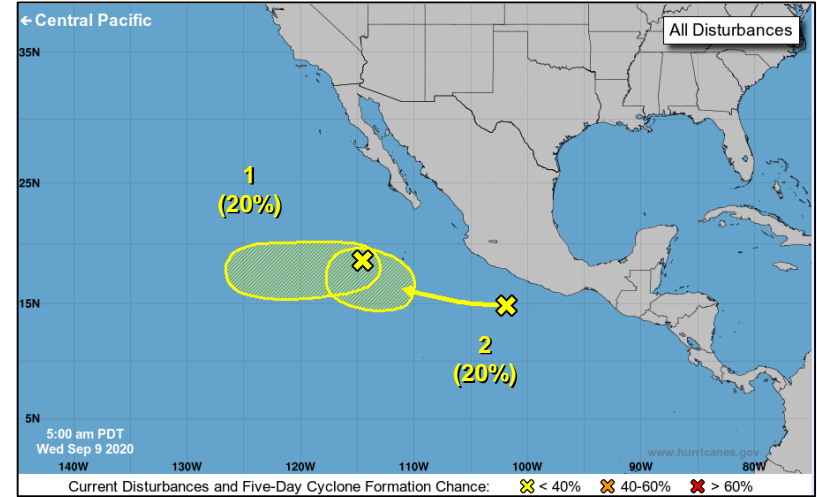 ← Central Pacific
All Disturbances
35N
1
(20%)
25N
15N
2
(20%)
5N
5:00 am PDT
Wed Sep 9 2020
www.hurricanes.gov
140W 130W 120W 110W 100W 90W 80W
Current Disturbances and Five-Day Cyclone Formation Chance: < 40% 40-60% > 60%